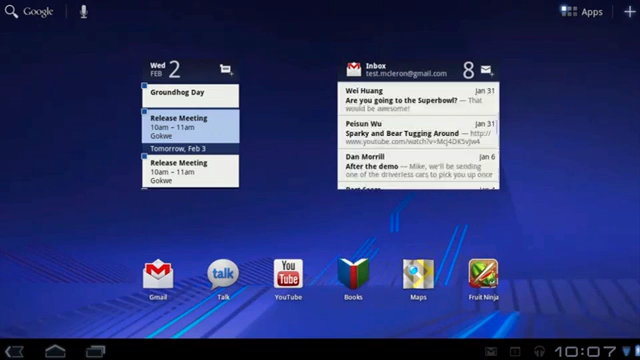 Google
Apps
Wed
FEB
2
Groundhog Day
Release Meeting
10am – 11am
Gokwe
Tomorrow, Feb 3
Release Meeting
10am – 11am
Gokwe
Inbox
test.mcleron@gmail.com
8
Wei Huang Jan 31
Are you going to the Superbowl? — That
would be awesome!
Peisun Wu Jan 31
Sparky and Bear Tugging Around — http://
www.youtube.com/watch?v=Mj4DK5vJw4
Dan Morrill Jan 6
After the demo — Mike, we'll be sending
one of the driverless cars to pick you up once
talk
You
Tube
Gmail
Talk
YouTube
Books
Maps
Fruit Ninja
10:07